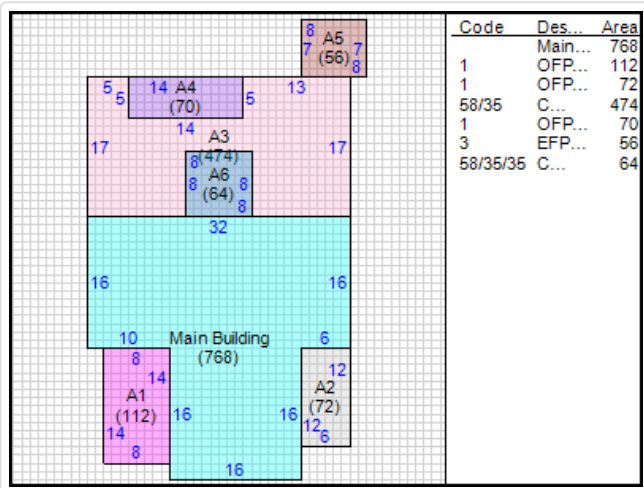 8
A5
7 7
(56)
8
5 14 A4 13
5 (70) 5
14
A3
17 (474) 17
8
A6
8 8
(64)
8
32
16 16
10 Main Building 6
8 (768)
14 12
A1 A2
(112) 16 16 (72)
14 12
6
8
16
Code Des... Area
Main... 768
1 OFP... 112
1 OFP... 72
58/35 C... 474
1 OFP... 70
3 EFP... 56
58/35/35 C... 64